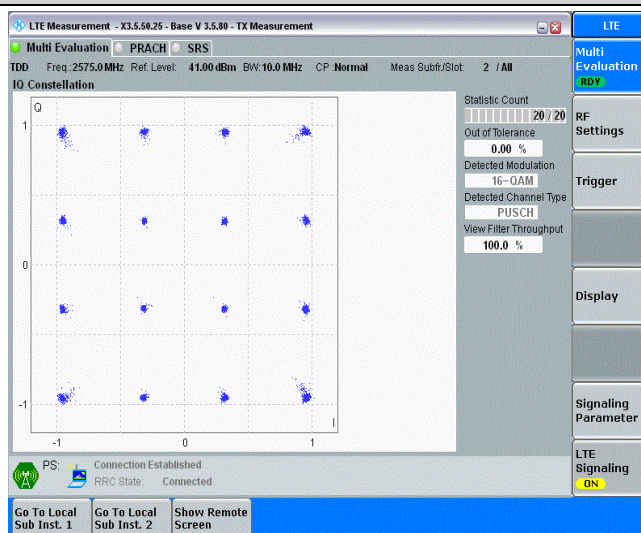 LTE Measurement - X3.5.50.25 - Base V 3.5.80 - TX Measurement
LTE
Multi Evaluation PRACH SRS
Multi
Evaluation
RDY
TDD Freq.:2575.0 MHz Ref. Level: 41.00 dBm BW:10.0 MHz CP :Normal Meas Subfr./Slot: 2 / All
IQ Constellation
Q
1
0
-1
I
-1 0 1
Statistic Count
20 / 20
Out of Tolerance
0.00 %
Detected Modulation
16-QAM
Detected Channel Type
PUSCH
View Filter Throughput
100.0 %
RF
Settings
Trigger
Display
Signaling
Parameter
LTE
Signaling
ON
PS: Connection Established
RRC State: Connected
Go To Local
Sub Inst. 1
Go To Local
Sub Inst. 2
Show Remote
Screen